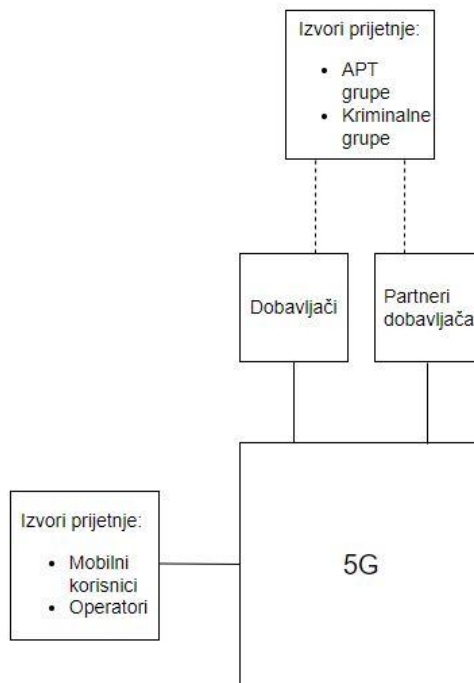 Izvori prijetnje:
• APT
grupe
• Kriminalne
grupe
Dobavljači
Partneri
dobavljača
Izvori prijetnje:
• Mobilni
korisnici
• Operatori
5G